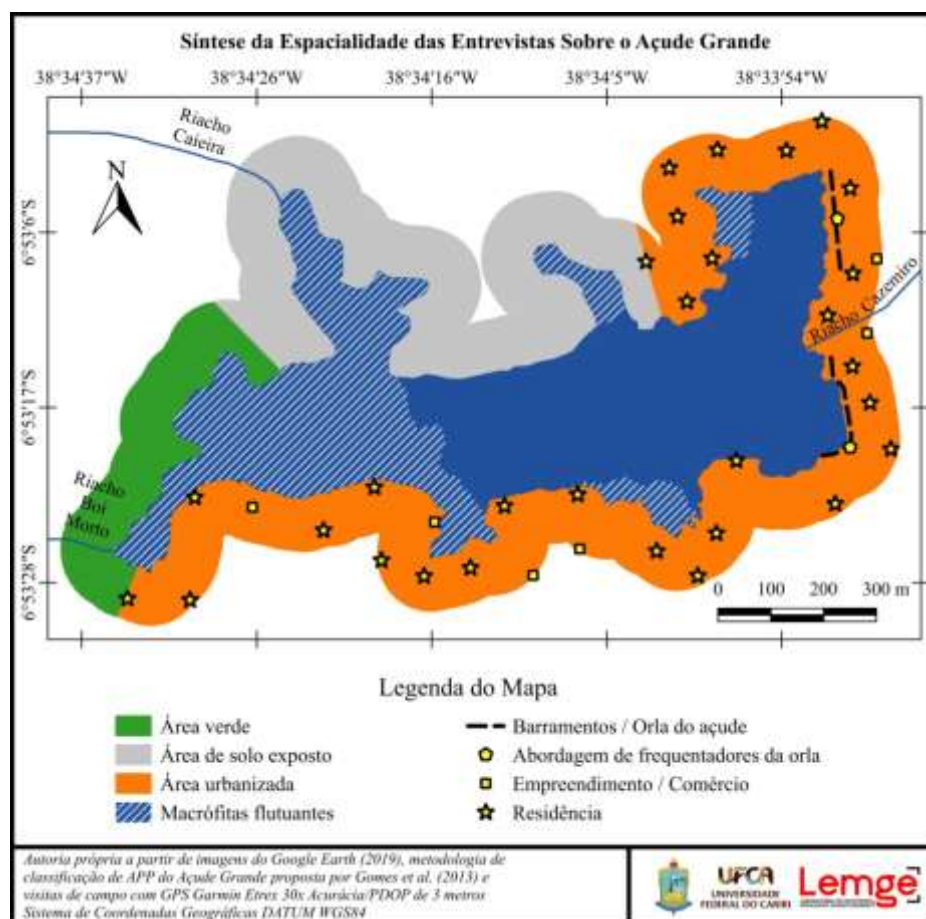 Síntese da Espacialidade das Entrevistas Sobre o Açude Grande
38°34'37"W 38°34'26"W 38°34'16"W 38°34'5"W 38°33'54"W
Riacho
Caieira
N
6°53'6"S
Riacho Cazemiro
6°53'17"S
Riacho
Boi
Morto
6°53'28"S
0 100 200 300 m
Legenda do Mapa
Área verde
Área de solo exposto
Área urbanizada
Macrófitas flutuantes
Barramentos / Orla do açude
Abordagem de frequentadores da orla
Empreendimento / Comércio
Residência
Autoria própria a partir de imagens do Google Earth (2019), metodologia de
classificação de APP do Açude Grande proposta por Gomes et al. (2013) e
visitas de campo com GPS Garmin Etrex 30x Acurácia/PDOP de 3 metros
Sistema de Coordenadas Geográficas DATUM WGS84
UFCA
UNIVERSIDADE
FEDERAL DO CARIRI
Lemge